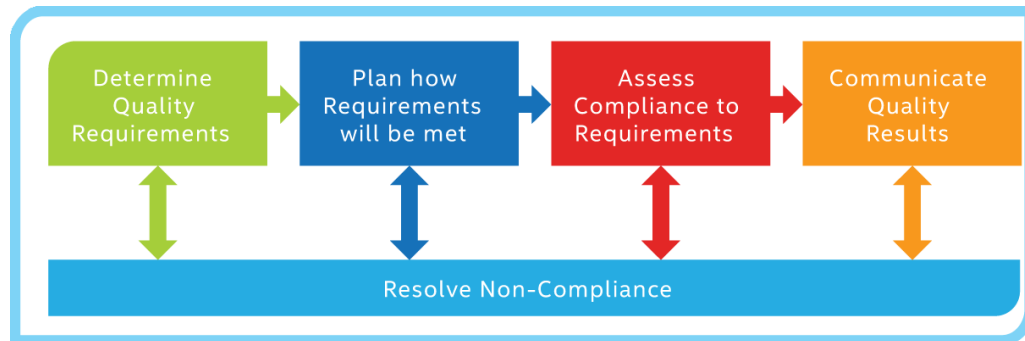 Determine
Quality
Requirements
Plan how
Requirements
will be met
Assess
Compliance to
Requirements
Communicate
Quality
Results
Resolve Non-Compliance